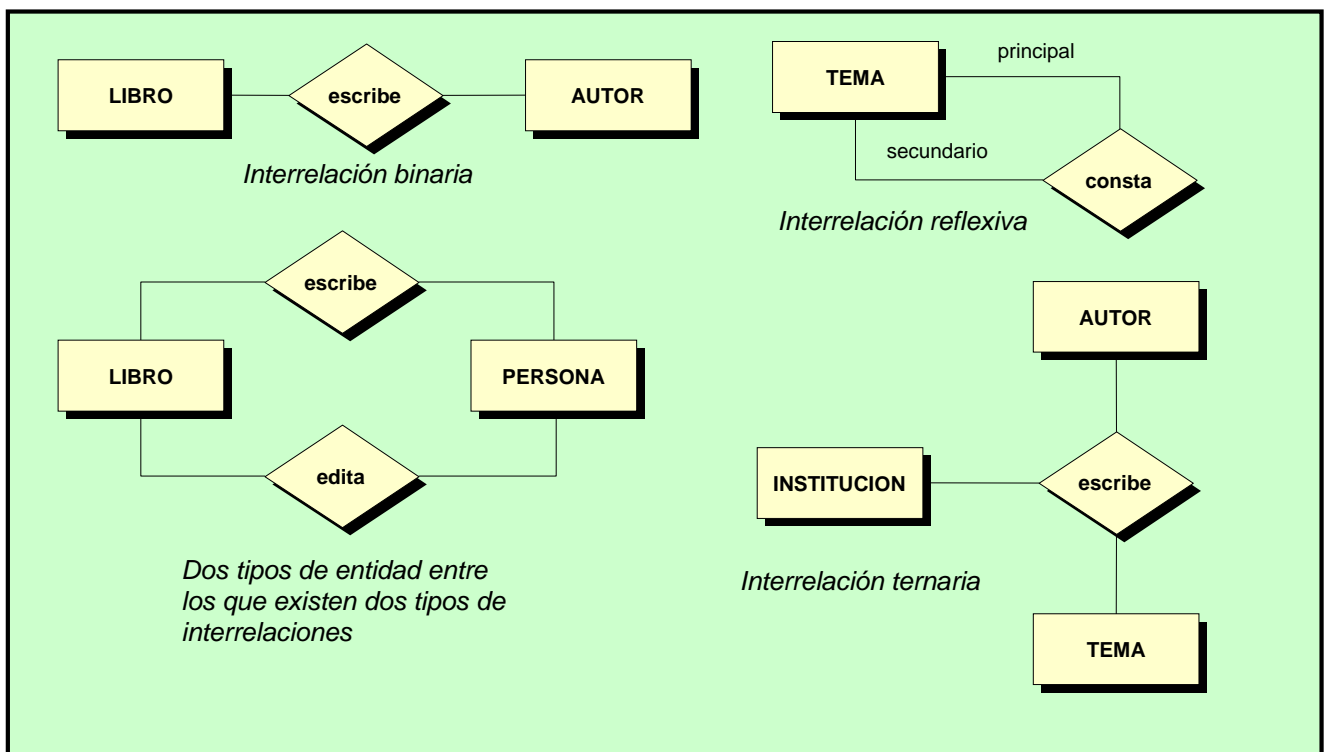 LIBRO
escribe
AUTOR
Interrelación binaria
TEMA
principal
secundario
consta
Interrelación reflexiva
escribe
LIBRO
PERSONA
edita
Dos tipos de entidad entre
los que existen dos tipos de
interrelaciones
AUTOR
INSTITUCION
escribe
Interrelación ternaria
TEMA